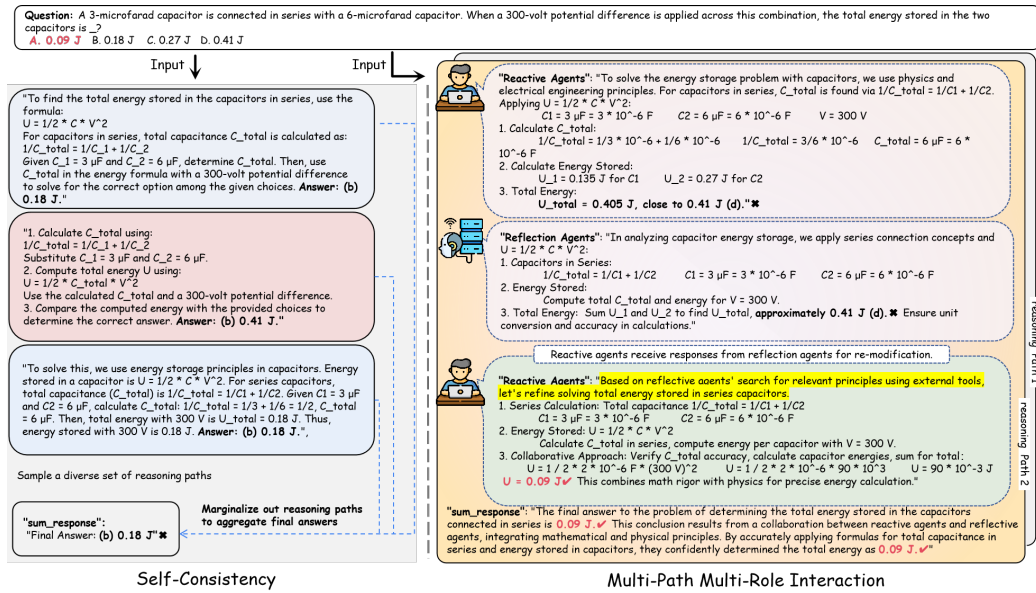 Question: A 3-microfarad capacitor is connected in series with a 6-microfarad capacitor. When a 300-volt potential difference is applied across this combination, the total energy stored in the two
capacitors is _?
A. 0.09 J B. 0.18 J C. 0.27 J D. 0.41 J
Input
Input
"To find the total energy stored in the capacitors in series, use the
formula:
U = 1/2 * C * V^2
For capacitors in series, total capacitance C_total is calculated as:
1/C_total = 1/C_1 + 1/C_2
Given C_1 = 3 μF and C_2 = 6 μF, determine C_total. Then, use
C_total in the energy formula with a 300-volt potential difference
to solve for the correct option among the given choices. Answer: (b)
0.18 J."
"1. Calculate C_total using:
1/C_total = 1/C_1 + 1/C_2
Substitute C_1 = 3 μF and C_2 = 6 μF.
2. Compute total energy U using:
U = 1/2 * C_total * V^2
Use the calculated C_total and a 300-volt potential difference.
3. Compare the computed energy with the provided choices to
determine the correct answer. Answer: (b) 0.41 J."
"To solve this, we use energy storage principles in capacitors. Energy
stored in a capacitor is U = 1/2 * C * V^2. For series capacitors,
total capacitance (C_total) is 1/C_total = 1/C1 + 1/C2. Given C1 = 3 μF
and C2 = 6 μF, calculate C_total: 1/C_total = 1/3 + 1/6 = 1/2, C_total
= 6 μF. Then, total energy with 300 V is U_total = 0.18 J. Thus,
energy stored with 300 V is 0.18 J. Answer: (b) 0.18 J.",
Sample a diverse set of reasoning paths
Marginalize out reasoning paths
to aggregate final answers
"sum_response":
"Final Answer: (b) 0.18 J"✖
Self-Consistency
"Reactive Agents": "To solve the energy storage problem with capacitors, we use physics and
electrical engineering principles. For capacitors in series, C_total is found via 1/C_total = 1/C1 + 1/C2.
Applying U = 1/2 * C * V^2:
C1 = 3 μF = 3 * 10^-6 F C2 = 6 μF = 6 * 10^-6 F V = 300 V
1. Calculate C_total:
1/C_total = 1/3 * 10^-6 + 1/6 * 10^-6 1/C_total = 3/6 * 10^-6 C_total = 6 μF = 6 *
10^-6 F
2. Calculate Energy Stored:
U_1 = 0.135 J for C1 U_2 = 0.27 J for C2
3. Total Energy:
U_total = 0.405 J, close to 0.41 J (d)."✖
"Reflection Agents": "In analyzing capacitor energy storage, we apply series connection concepts and
U = 1/2 * C * V^2:
1. Capacitors in Series:
1/C_total = 1/C1 + 1/C2 C1 = 3 μF = 3 * 10^-6 F C2 = 6 μF = 6 * 10^-6 F
2. Energy Stored:
Compute total C_total and energy for V = 300 V.
3. Total Energy: Sum U_1 and U_2 to find U_total, approximately 0.41 J (d).✖ Ensure unit
conversion and accuracy in calculations."
Reactive agents receive responses from reflection agents for re-modification.
"Reactive Agents": "Based on reflective agents' search for relevant principles using external tools,
let's refine solving total energy stored in series capacitors.
1. Series Calculation: Total capacitance 1/C_total = 1/C1 + 1/C2
C1 = 3 μF = 3 * 10^-6 F C2 = 6 μF = 6 * 10^-6 F
2. Energy Stored: U = 1/2 * C * V^2
Calculate C_total in series, compute energy per capacitor with V = 300 V.
3. Collaborative Approach: Verify C_total accuracy, calculate capacitor energies, sum for total:
U = 1 / 2 * 2 * 10^-6 F * (300 V)^2 U = 1 / 2 * 2 * 10^-6 * 90 * 10^3 U = 90 * 10^-3 J
U = 0.09 J✔ This combines math rigor with physics for precise energy calculation."
"sum_response": "The final answer to the problem of determining the total energy stored in the capacitors
connected in series is 0.09 J.✔ This conclusion results from a collaboration between reactive agents and reflective
agents, integrating mathematical and physical principles. By accurately applying formulas for total capacitance in
series and energy stored in capacitors, they confidently determined the total energy as 0.09 J.✔"
reasoning Path 2
Multi-Path Multi-Role Interaction